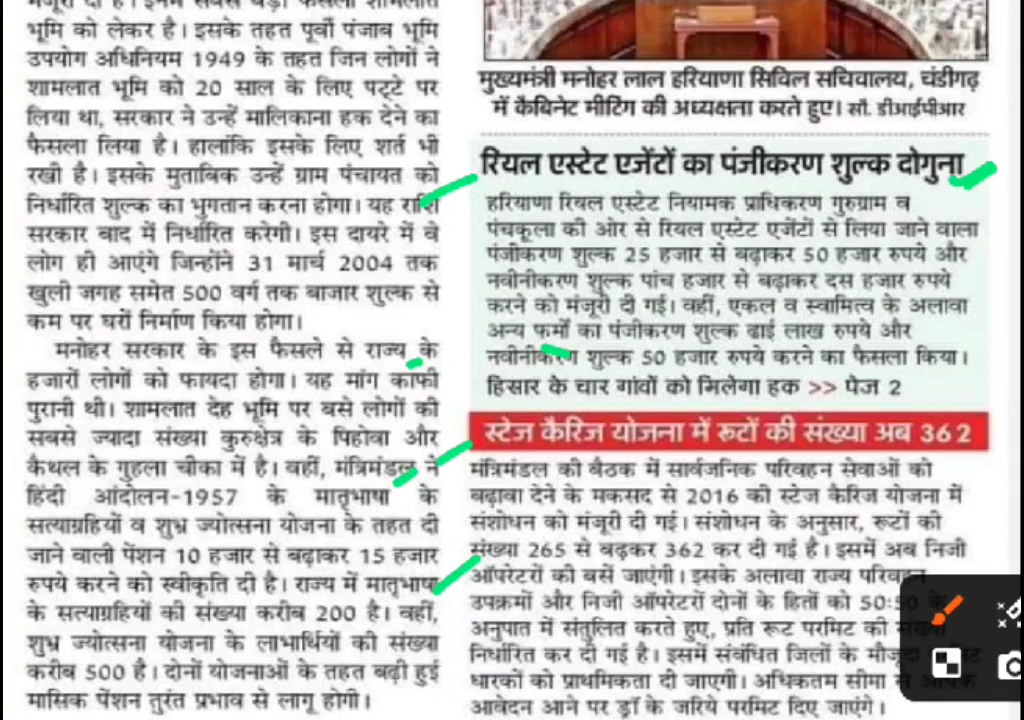 मंजूरी दी है। इनमें सबसे बड़ा फैसला शामलात
भूमि को लेकर है। इसके तहत पूर्वी पंजाब भूमि
उपयोग अधिनियम 1949 के तहत जिन लोगों ने
शामलात भूमि को 20 साल के लिए पट्टे पर
लिया था, सरकार ने उन्हें मालिकाना हक देने का
फैसला लिया है। हालांकि इसके लिए शर्त भी
रखी है। इसके मुताबिक उन्हें ग्राम पंचायत को
निर्धारित शुल्क का भुगतान करना होगा। यह राशि
सरकार बाद में निर्धारित करेगी। इस दायरे में वे
लोग ही आएंगे जिन्होंने 31 मार्च 2004 तक
खुली जगह समेत 500 वर्ग तक बाजार शुल्क से
कम पर घरों निर्माण किया होगा।
मनोहर सरकार के इस फैसले से राज्य के
हजारों लोगों को फायदा होगा। यह मांग काफी
पुरानी थी। शामलात देह भूमि पर बसे लोगों की
सबसे ज्यादा संख्या कुरुक्षेत्र के पिहोवा और
कैथल के गुहला चीका में है। वहीं, मंत्रिमंडल ने
हिंदी आंदोलन-1957 के मातृभाषा के
सत्याग्रहियों व शुभ्र ज्योत्सना योजना के तहत दी
जाने वाली पेंशन 10 हजार से बढ़ाकर 15 हजार
रुपये करने को स्वीकृति दी है। राज्य में मातृभाषा
के सत्याग्रहियों की संख्या करीब 200 है। वहीं,
शुभ्र ज्योत्सना योजना के लाभार्थियों की संख्या
करीब 500 है। दोनों योजनाओं के तहत बढ़ी हुई
मासिक पेंशन तुरंत प्रभाव से लागू होगी।
मुख्यमंत्री मनोहर लाल हरियाणा सिविल सचिवालय, चंडीगढ़
में कैबिनेट मीटिंग की अध्यक्षता करते हुए। सौ. डीआईपीआर
रियल एस्टेट एजेंटों का पंजीकरण शुल्क दोगुना
हरियाणा रियल एस्टेट नियामक प्राधिकरण गुरुग्राम व
पंचकूला की ओर से रियल एस्टेट एजेंटों से लिया जाने वाला
पंजीकरण शुल्क 25 हजार से बढ़ाकर 50 हजार रुपये और
नवीनीकरण शुल्क पांच हजार से बढ़ाकर दस हजार रुपये
करने को मंजूरी दी गई। वहीं, एकल व स्वामित्व के अलावा
अन्य फर्मों का पंजीकरण शुल्क ढाई लाख रुपये और
नवीनीकरण शुल्क 50 हजार रुपये करने का फैसला किया।
हिसार के चार गांवों को मिलेगा हक >> पेज 2
स्टेज कैरिज योजना में रूटों की संख्या अब 362
मंत्रिमंडल की बैठक में सार्वजनिक परिवहन सेवाओं को
बढ़ावा देने के मकसद से 2016 की स्टेज कैरिज योजना में
संशोधन को मंजूरी दी गई। संशोधन के अनुसार, रूटों की
संख्या 265 से बढ़कर 362 कर दी गई है। इसमें अब निजी
ऑपरेटरों की बसें जाएंगी। इसके अलावा राज्य परिवहन
उपक्रमों और निजी ऑपरेटरों दोनों के हितों को 50:50 के
अनुपात में संतुलित करते हुए, प्रति रूट परमिट की संख्या
निर्धारित कर दी गई है। इसमें संबंधित जिलों के मौजूदा
धारकों को प्राथमिकता दी जाएगी। अधिकतम सीमा से अधिक
आवेदन आने पर ड्रॉ के जरिये परमिट दिए जाएंगे।